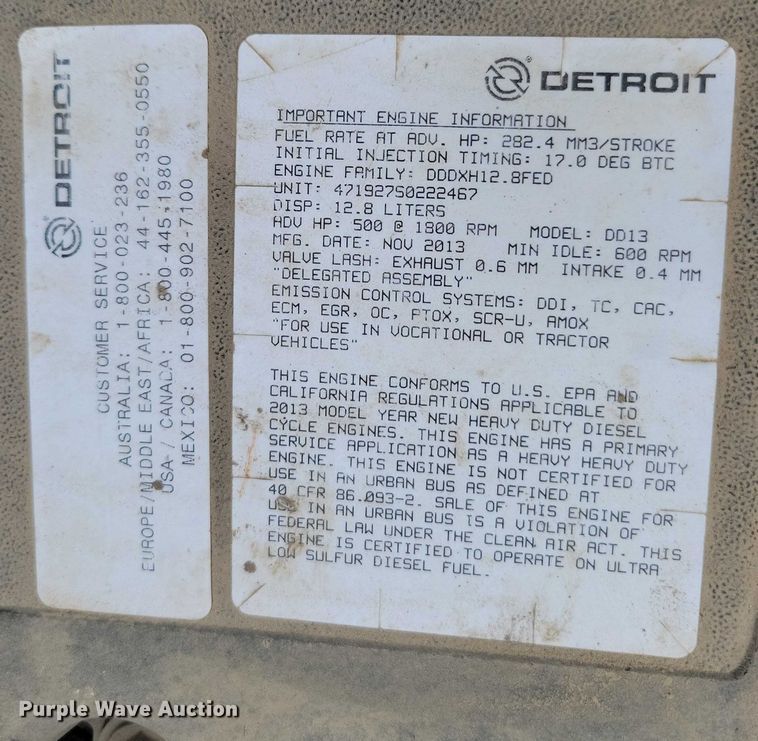 DETROIT
CUSTOMER SERVICE
AUSTRALIA: 1-800-023-236
EUROPE/MIDDLE EAST/AFRICA: 44-162-355-0550
USA / CANADA: 1-800-445-1980
MEXICO: 01-800-902-7100
DETROIT
IMPORTANT ENGINE INFORMATION
FUEL RATE AT ADV. HP: 282.4 MM3/STROKE
INITIAL INJECTION TIMING: 17.0 DEG BTC
ENGINE FAMILY: DDDXH12.8FED
UNIT: 471927S0222467
DISP: 12.8 LITERS
ADV HP: 500 @ 1800 RPM MODEL: DD13
MFG. DATE: NOV 2013 MIN IDLE: 600 RPM
VALVE LASH: EXHAUST 0.6 MM INTAKE 0.4 MM
"DELEGATED ASSEMBLY"
EMISSION CONTROL SYSTEMS: DDI, TC, CAC,
ECM, EGR, OC, PTOX, SCR-U, AMOX
"FOR USE IN VOCATIONAL OR TRACTOR
VEHICLES"
THIS ENGINE CONFORMS TO U.S. EPA AND
CALIFORNIA REGULATIONS APPLICABLE TO
2013 MODEL YEAR NEW HEAVY DUTY DIESEL
CYCLE ENGINES. THIS ENGINE HAS A PRIMARY
SERVICE APPLICATION AS A HEAVY HEAVY DUTY
ENGINE. THIS ENGINE IS NOT CERTIFIED FOR
USE IN AN URBAN BUS AS DEFINED AT
40 CFR 86.093-2. SALE OF THIS ENGINE FOR
USE IN AN URBAN BUS IS A VIOLATION OF
FEDERAL LAW UNDER THE CLEAN AIR ACT. THIS
ENGINE IS CERTIFIED TO OPERATE ON ULTRA
LOW SULFUR DIESEL FUEL.
Purple Wave Auction